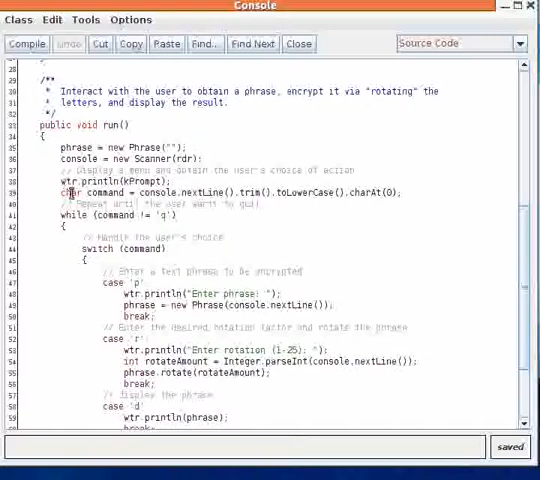 Console
Class Edit Tools Options
Compile Undo Cut Copy Paste Find... Find Next Close Source Code
28
29 /**
30 * Interact with the user to obtain a phrase, encrypt it via "rotating" the
31 * letters, and display the result.
32 */
33 public void run()
34 {
35 phrase = new Phrase("");
36 console = new Scanner(rdr);
37 // Display a menu and obtain the user's choice of action
38 wtr.println(kPrompt);
39 char command = console.nextLine().trim().toLowerCase().charAt(0);
40 // Repeat until the user wants to quit
41 while (command != 'q')
42 {
43 // Handle the user's choice
44 switch (command)
45 {
46 // Enter a text phrase to be encrypted
47 case 'p':
48 wtr.println("Enter phrase: ");
49 phrase = new Phrase(console.nextLine());
50 break;
51 // Enter the desired rotation factor and rotate the phrase
52 case 'r':
53 wtr.println("Enter rotation (1-25): ");
54 int rotateAmount = Integer.parseInt(console.nextLine());
55 phrase.rotate(rotateAmount);
56 break;
57 // display the phrase
58 case 'd'
59 wtr.println(phrase);
break;
saved